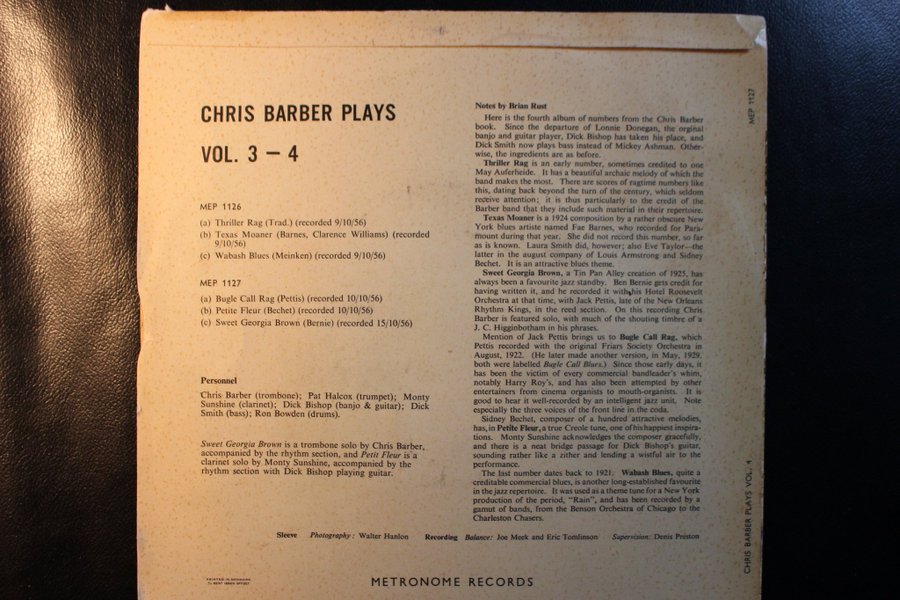 CHRIS BARBER PLAYS
VOL. 3 – 4
MEP 1126
(a) Thriller Rag (Trad.) (recorded 9/10/56)
(b) Texas Moaner (Barnes, Clarence Williams) (recorded
9/10/56)
(c) Wabash Blues (Meinken) (recorded 9/10/56)
MEP 1127
(a) Bugle Call Rag (Pettis) (recorded 10/10/56)
(b) Petite Fleur (Bechet) (recorded 10/10/56)
(c) Sweet Georgia Brown (Bernie) (recorded 15/10/56)
Personnel
Chris Barber (trombone); Pat Halcox (trumpet); Monty
Sunshine (clarinet); Dick Bishop (banjo & guitar); Dick
Smith (bass); Ron Bowden (drums).
Sweet Georgia Brown is a trombone solo by Chris Barber,
accompanied by the rhythm section, and Petit Fleur is a
clarinet solo by Monty Sunshine, accompanied by the
rhythm section with Dick Bishop playing guitar.
Notes by Brian Rust
Here is the fourth album of numbers from the Chris Barber
book. Since the departure of Lonnie Donegan, the orginal
banjo and guitar player, Dick Bishop has taken his place, and
Dick Smith now plays bass instead of Mickey Ashman. Other-
wise, the ingredients are as before.
Thriller Rag is an early number, sometimes credited to one
May Auferheide. It has a beautiful archaic melody of which the
band makes the most. There are scores of ragtime numbers like
this, dating back beyond the turn of the century, which seldom
receive attention; it is thus particularly to the credit of the
Barber band that they include such material in their repertoire.
Texas Moaner is a 1924 composition by a rather obscure New
York blues artiste named Fae Barnes, who recorded for Para-
mount during that year. She did not record this number, so far
as is known. Laura Smith did, however; also Eve Taylor—the
latter in the august company of Louis Armstrong and Sidney
Bechet. It is an attractive blues theme.
Sweet Georgia Brown, a Tin Pan Alley creation of 1925, has
always been a favourite jazz standby. Ben Bernie gets credit for
having written it, and he recorded it with his Hotel Roosevelt
Orchestra at that time, with Jack Pettis, late of the New Orleans
Rhythm Kings, in the reed section. On this recording Chris
Barber is featured solo, with much of the shouting timbre of a
J. C. Higginbotham in his phrases.
Mention of Jack Pettis brings us to Bugle Call Rag, which
Pettis recorded with the original Friars Society Orchestra in
August, 1922. (He later made another version, in May, 1929,
both were labelled Bugle Call Blues.) Since those early days, it
has been the victim of every commercial bandleader's whim,
notably Harry Roy's, and has also been attempted by other
entertainers from cinema organists to mouth-organists. It is
good to hear it well-recorded by an intelligent jazz unit. Note
especially the three voices of the front line in the coda.
Sidney Bechet, composer of a hundred attractive melodies,
has, in Petite Fleur, a true Creole tune, one of his happiest inspira-
tions. Monty Sunshine acknowledges the composer gracefully,
and there is a neat bridge passage for Dick Bishop's guitar,
sounding rather like a zither and lending a wistful air to the
performance.
The last number dates back to 1921. Wabash Blues, quite a
creditable commercial blues, is another long-established favourite
in the jazz repertoire. It was used as a theme tune for a New York
production of the period, "Rain", and has been recorded by a
gamut of bands, from the Benson Orchestra of Chicago to the
Charleston Chasers.
Sleeve Photography: Walter Hanlon Recording Balance: Joe Meek and Eric Tomlinson Supervision: Denis Preston
METRONOME RECORDS
MEP 1127
CHRIS BARBER PLAYS VOL. 4